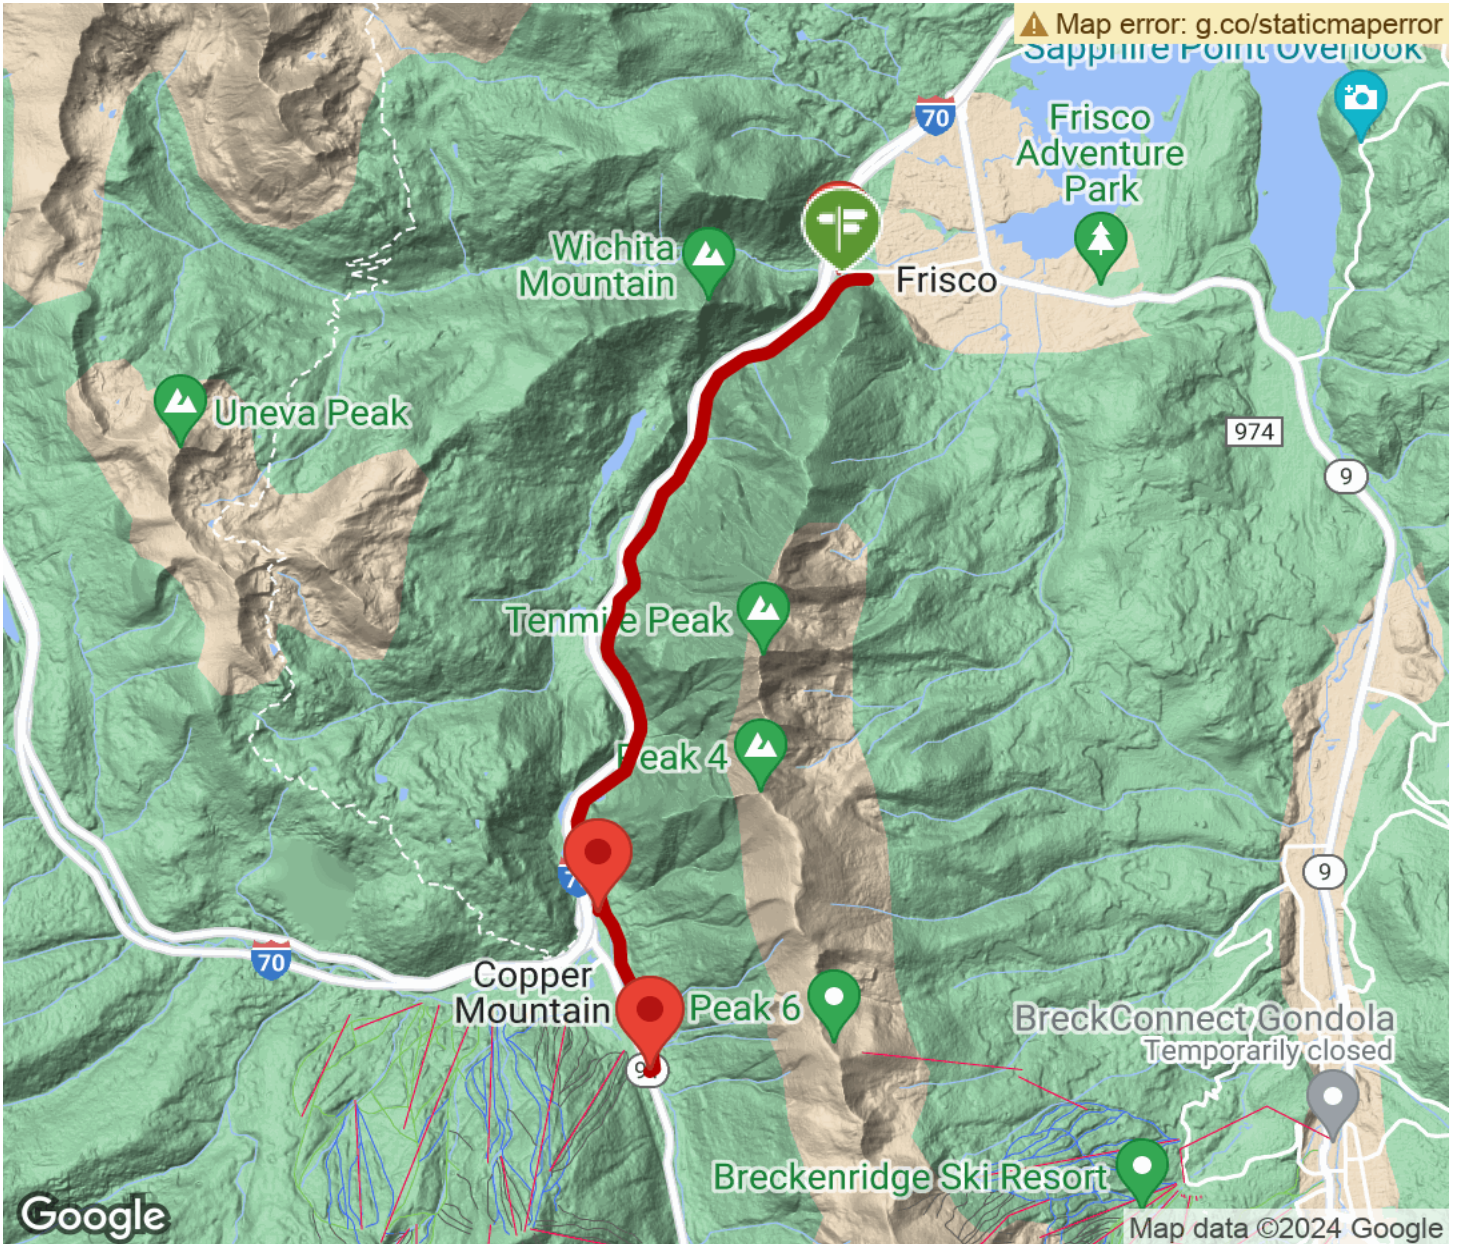 Map error: g.co/staticmaperror
Sapphire Point Overlook
70
Frisco
Adventure
Park
Wichita
Mountain
Frisco
Uneva Peak
974
9
Tenmile Peak
Peak 4
9
70
Copper
Mountain
Peak 6
BreckConnect Gondola
Temporarily closed
Breckenridge Ski Resort
Google
Map data ©2024 Google